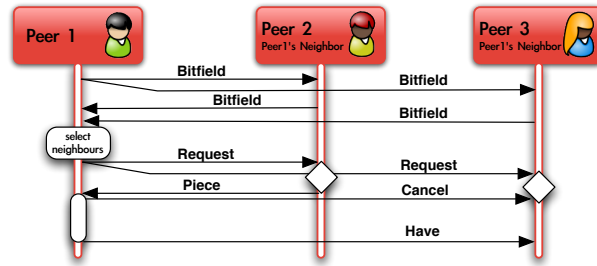 Peer 1
Peer 2
Peer1's Neighbor
Peer 3
Peer1's Neighbor
Bitfield
Bitfield
Bitfield
Bitfield
select
neighbours
Request
Request
Piece
Cancel
Have